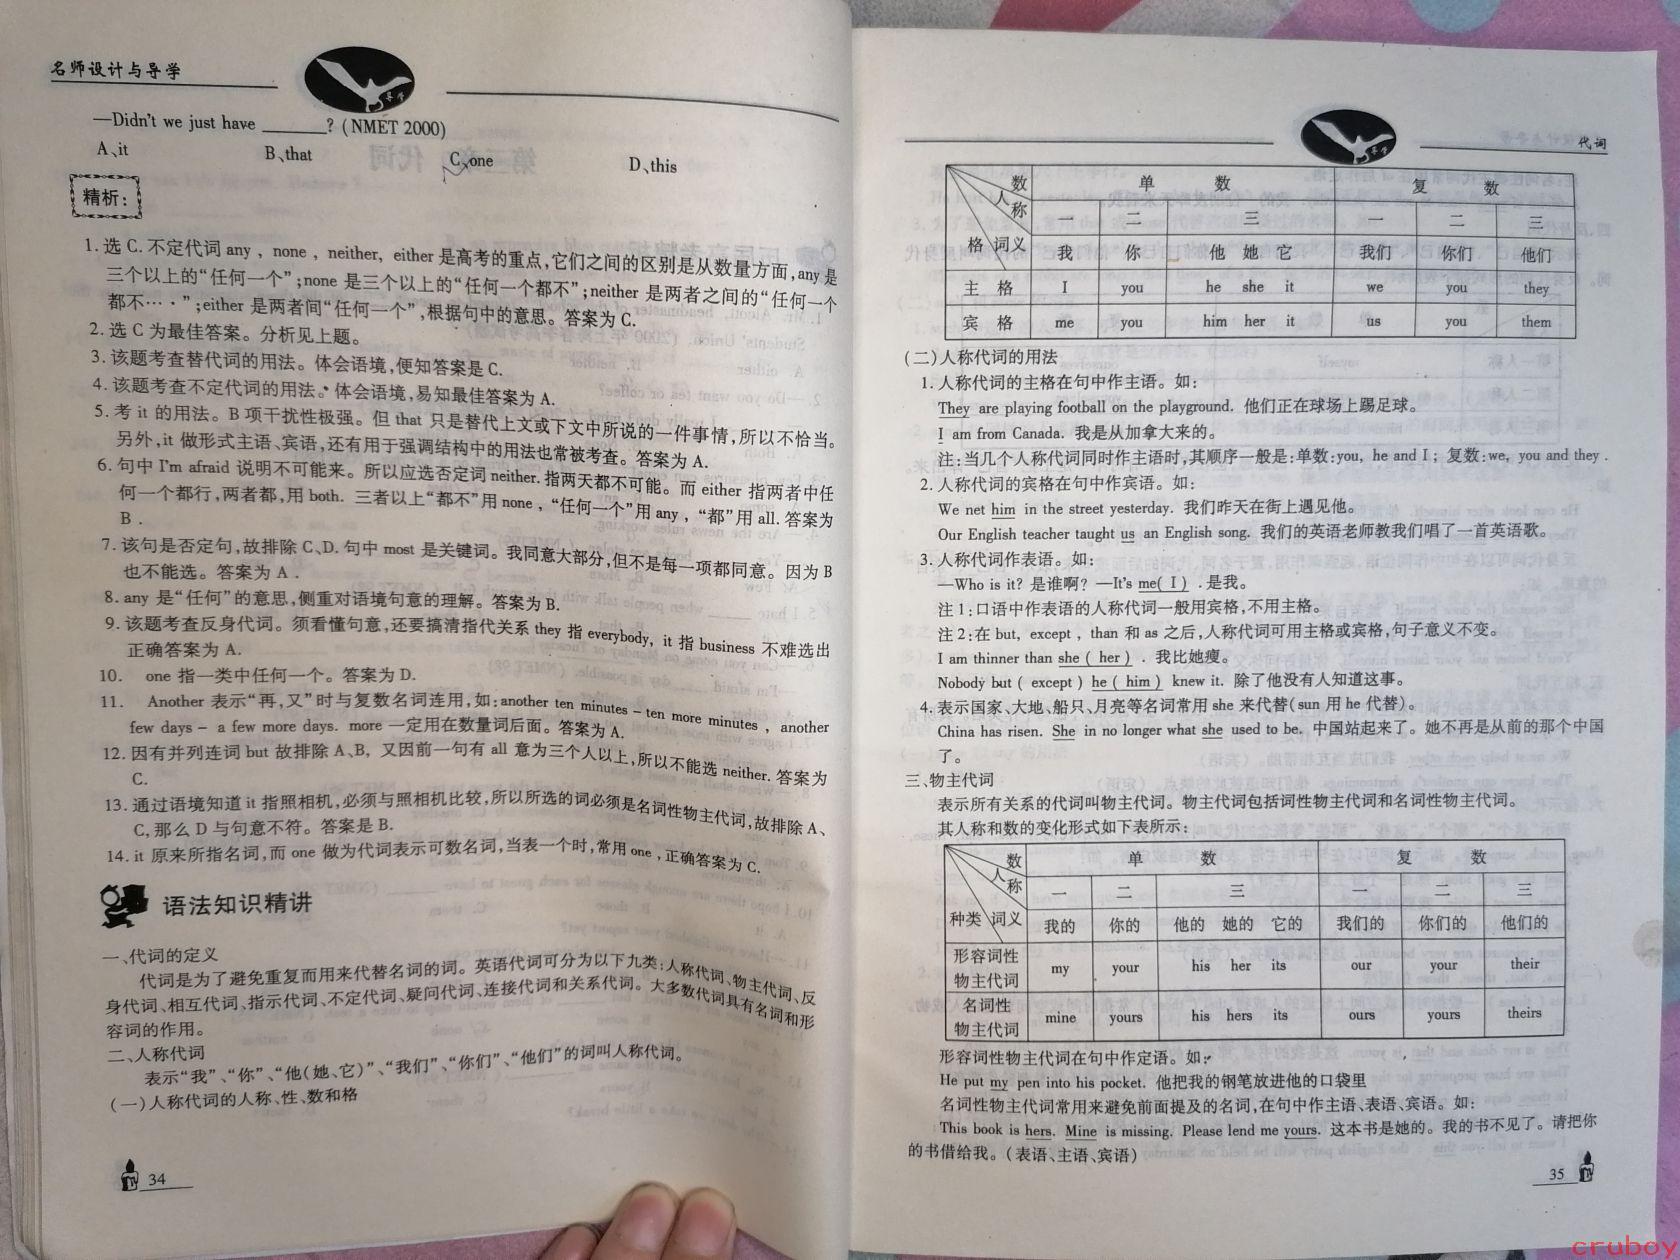 名师设计与导学
导学
—Didn't we just have ______? (NMET 2000)
A、it B、that C、one D、this
精析:
1. 选 C. 不定代词 any , none , neither, either 是高考的重点,它们之间的区别是从数量方面,any 是
三个以上的“任何一个”;none 是三个以上的“任何一个都不”;neither 是两者之间的“任何一个
都不…·”;either 是两者间“任何一个”,根据句中的意思。答案为 C.
2. 选 C 为最佳答案。分析见上题。
3. 该题考查替代词的用法。体会语境,便知答案是 C.
4. 该题考查不定代词的用法。体会语境,易知最佳答案为 A.
5. 考 it 的用法。B 项干扰性极强。但 that 只是替代上文或下文中所说的一件事情,所以不恰当。
另外,it 做形式主语、宾语,还有用于强调结构中的用法也常被考查。答案为 A.
6. 句中 I'm afraid 说明不可能来。所以应选否定词 neither. 指两天都不可能。而 either 指两者中任
何一个都行,两者都,用 both. 三者以上“都不”用 none , “任何一个”用 any , “都”用 all. 答案为
B .
7. 该句是否定句,故排除 C、D. 句中 most 是关键词。我同意大部分,但不是每一项都同意。因为 B
也不能选。答案为 A .
8. any 是“任何”的意思,侧重对语境句意的理解。答案为 B.
9. 该题考查反身代词。须看懂句意,还要搞清指代关系 they 指 everybody, it 指 business 不难选出
正确答案为 A.
10. one 指一类中任何一个。答案为 D.
11. Another 表示“再,又”时与复数名词连用,如:another ten minutes – ten more minutes , another
few days – a few more days. more 一定用在数量词后面。答案为 A.
12. 因有并列连词 but 故排除 A、B, 又因前一句有 all 意为三个人以上,所以不能选 neither. 答案为
C.
13. 通过语境知道 it 指照相机,必须与照相机比较,所以所选的词必须是名词性物主代词,故排除 A、
C,那么 D 与句意不符。答案是 B.
14. it 原来所指名词,而 one 做为代词表示可数名词,当表一个时,常用 one , 正确答案为 C.
语法知识精讲
一、代词的定义
代词是为了避免重复而用来代替名词的词。英语代词可分为以下九类:人称代词、物主代词、反
身代词、相互代词、指示代词、不定代词、疑问代词、连接代词和关系代词。大多数代词具有名词和形
容词的作用。
二、人称代词
表示“我”、“你”、“他(她、它)”、“我们”、“你们”、“他们”的词叫人称代词。
(一)人称代词的人称、性、数和格
34
导学
代词
数 单 数 复 数
人称 一 二 三 一 二 三
格 词义 我 你 他 她 它 我们 你们 他们
主 格 I you he she it we you they
宾 格 me you him her it us you them
(二)人称代词的用法
1. 人称代词的主格在句中作主语。如:
They are playing football on the playground. 他们正在球场上踢足球。
I am from Canada. 我是从加拿大来的。
注:当几个人称代词同时作主语时,其顺序一般是:单数:you, he and I ; 复数:we, you and they .
2. 人称代词的宾格在句中作宾语。如:
We net him in the street yesterday. 我们昨天在街上遇见他。
Our English teacher taught us an English song. 我们的英语老师教我们唱了一首英语歌。
3. 人称代词作表语。如:
—Who is it? 是谁啊? —It's me( I ) . 是我。
注 1:口语中作表语的人称代词一般用宾格,不用主格。
注 2:在 but, except , than 和 as 之后,人称代词可用主格或宾格,句子意义不变。
I am thinner than she ( her ) . 我比她瘦。
Nobody but ( except ) he ( him ) knew it. 除了他没有人知道这事。
4. 表示国家、大地、船只、月亮等名词常用 she 来代替(sun 用 he 代替)。
China has risen. She in no longer what she used to be. 中国站起来了。她不再是从前的那个中国
了。
三、物主代词
表示所有关系的代词叫物主代词。物主代词包括词性物主代词和名词性物主代词。
其人称和数的变化形式如下表所示:
数 单 数 复 数
人称 一 二 三 一 二 三
种类 词义 我的 你的 他的 她的 它的 我们的 你们的 他们的
形容词性
物主代词 my your his her its our your their
名词性
物主代词 mine yours his hers its ours yours theirs
形容词性物主代词在句中作定语。如:
He put my pen into his pocket. 他把我的钢笔放进他的口袋里
名词性物主代词常用来避免前面提及的名词,在句中作主语、表语、宾语。如:
This book is hers. Mine is missing. Please lend me yours. 这本书是她的。我的书不见了。请把你
的书借给我。(表语、主语、宾语)
35
cruboy